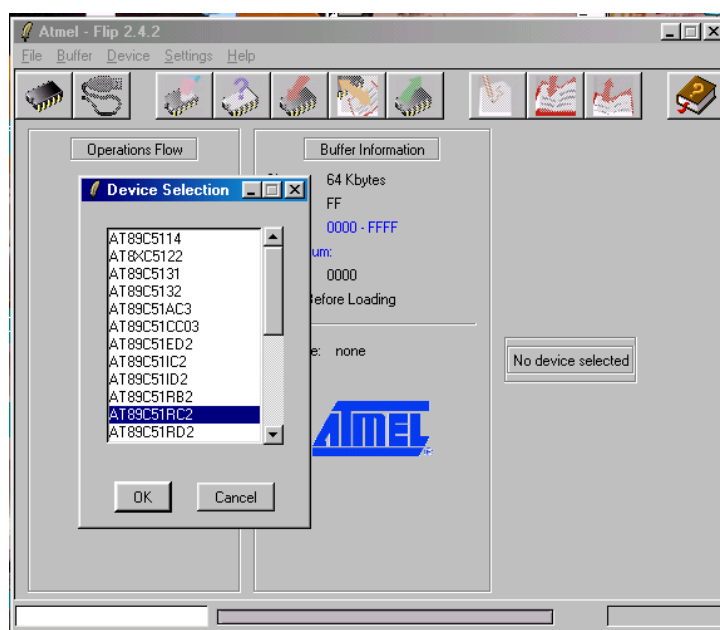 Atmel - Flip 2.4.2
File Buffer Device Settings Help
Operations Flow
Buffer Information
64 Kbytes
FF
0000 - FFFF
0000
Before Loading
none
ATMEL
No device selected
Device Selection
AT89C5114
AT8XC5122
AT89C5131
AT89C5132
AT89C51AC3
AT89C51CC03
AT89C51ED2
AT89C51IC2
AT89C51ID2
AT89C51RB2
AT89C51RC2
AT89C51RD2
OK Cancel